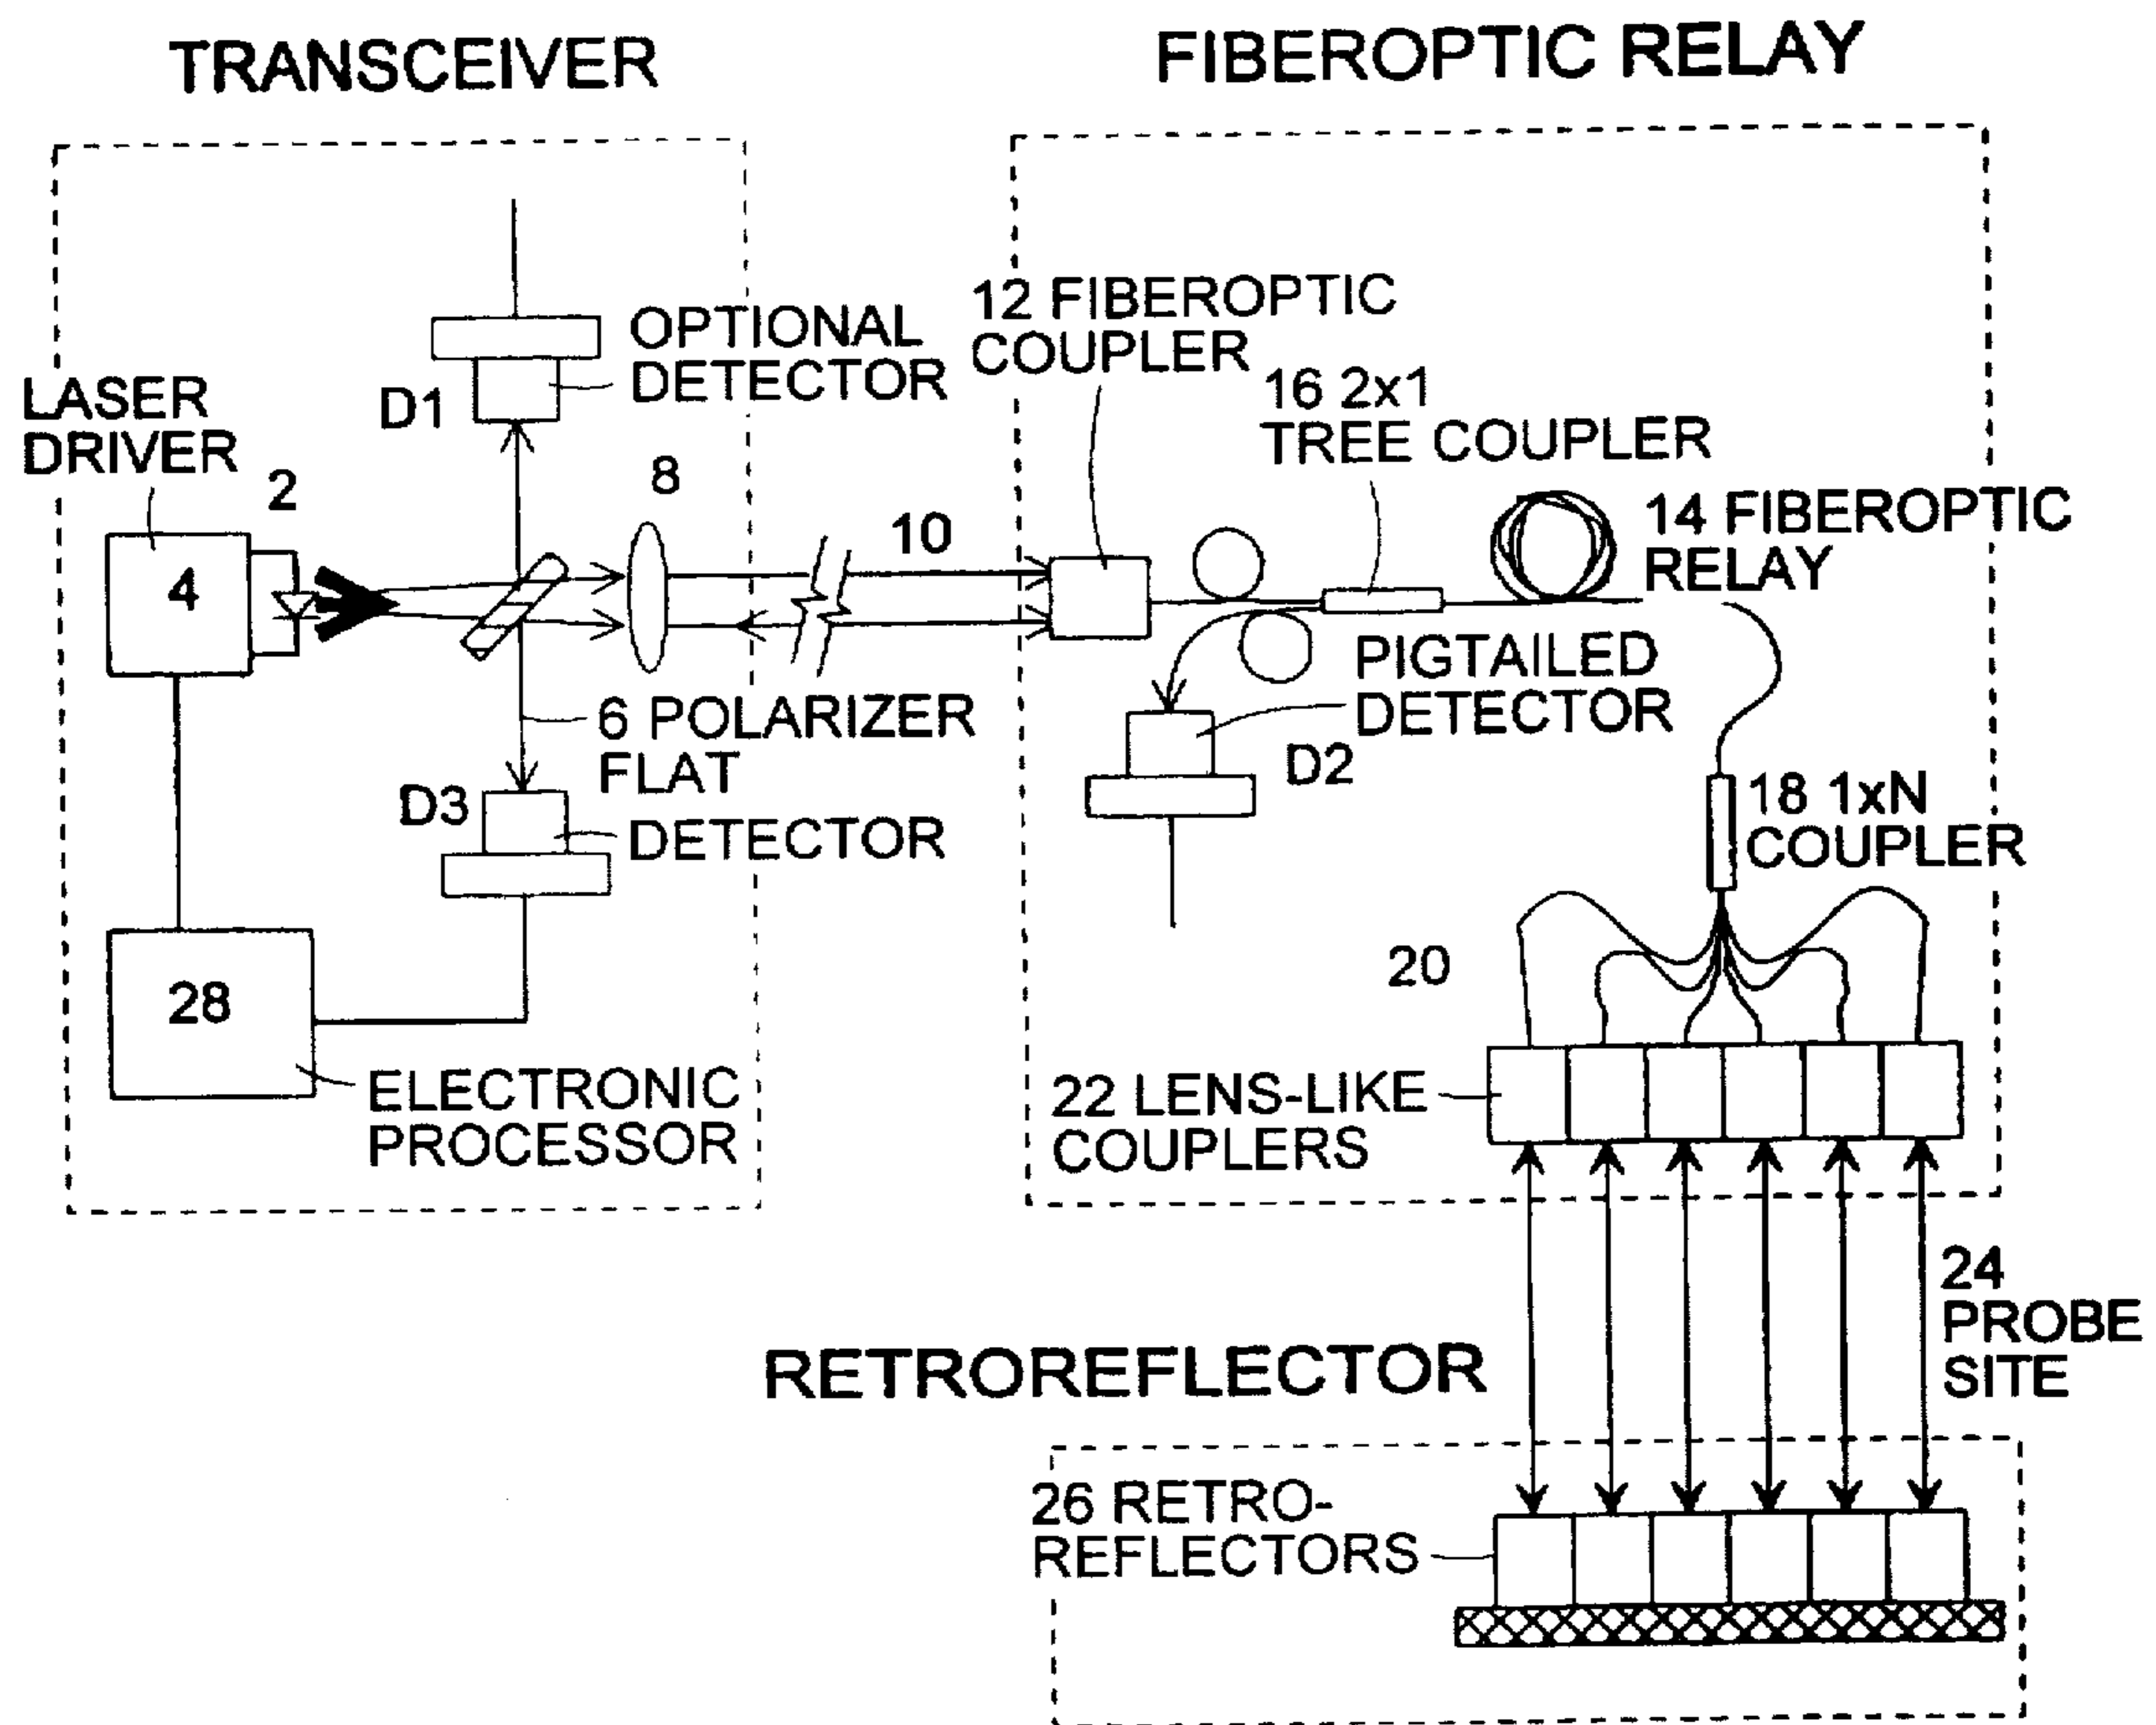 TRANSCEIVER
FIBEROPTIC RELAY
LASER
DRIVER
2
4
D1
OPTIONAL
DETECTOR
8
10
6 POLARIZER
FLAT
D3
DETECTOR
28
ELECTRONIC
PROCESSOR
12 FIBEROPTIC
COUPLER
16 2x1
TREE COUPLER
14 FIBEROPTIC
RELAY
PIGTAILED
DETECTOR
D2
18 1xN
COUPLER
20
22 LENS-LIKE
COUPLERS
24
PROBE
SITE
RETROREFLECTOR
26 RETRO-
REFLECTORS